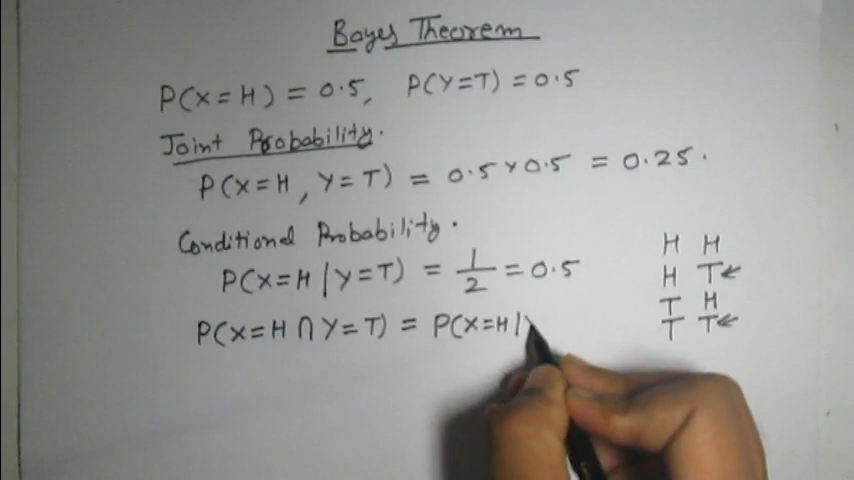 Bayes Theorem
P(X=H) = 0.5, P(Y=T) = 0.5
Joint Probability.
P(X=H, Y=T) = 0.5 × 0.5 = 0.25.
Conditional Probability.
H H
P(X=H | Y=T) = 1/2 = 0.5
H T ←
T H
P(X=H ∩ Y=T) = P(X=H |
T T ←